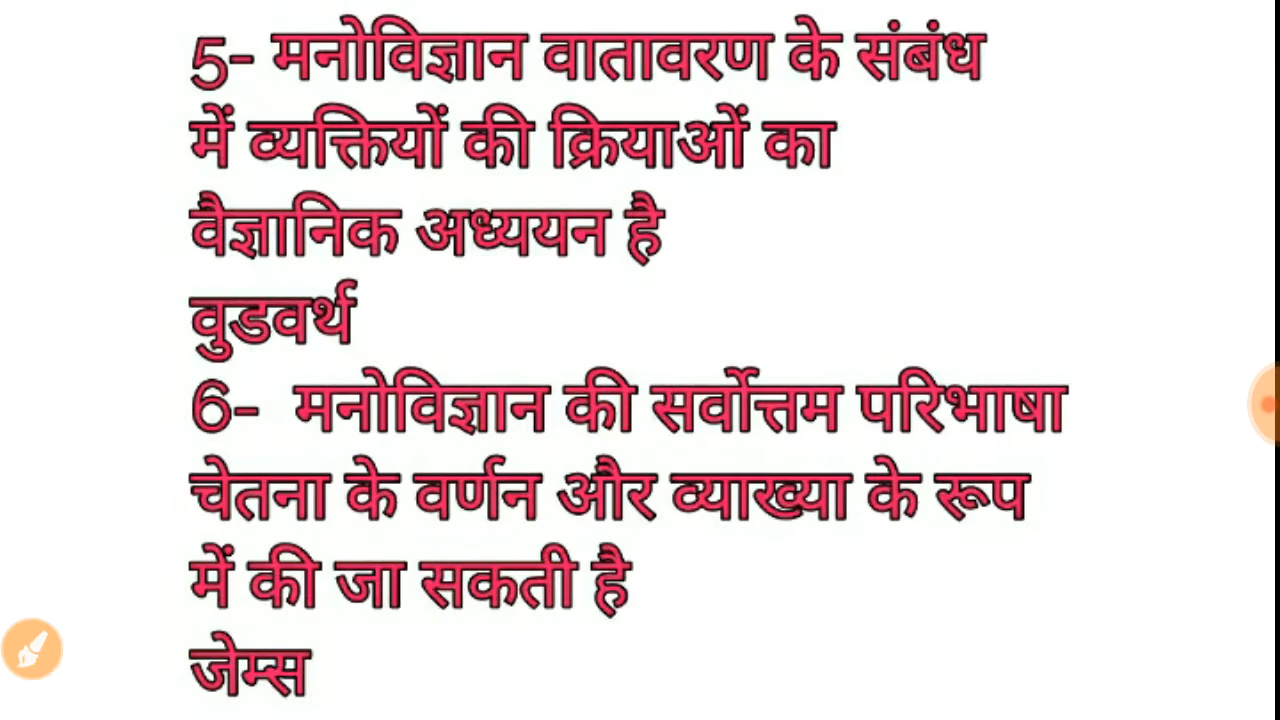 5- मनोविज्ञान वातावरण के संबंध
में व्यक्तियों की क्रियाओं का
वैज्ञानिक अध्ययन है
वुडवर्थ
6- मनोविज्ञान की सर्वोत्तम परिभाषा
चेतना के वर्णन और व्याख्या के रूप
में की जा सकती है
जेम्स